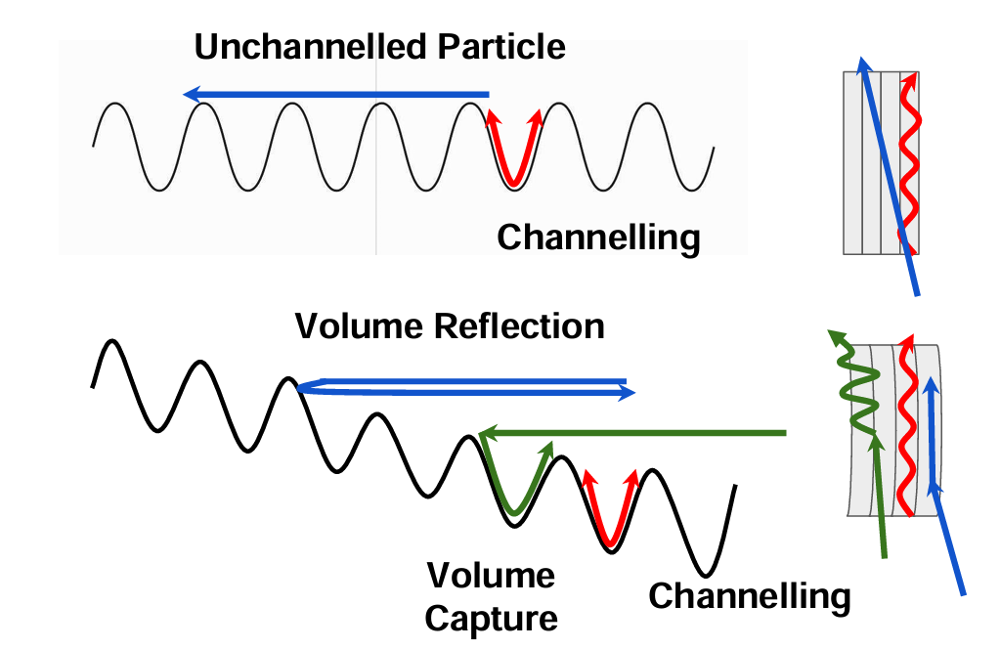 Unchannelled Particle
Channelling
Volume Reflection
Volume
Capture
Channelling